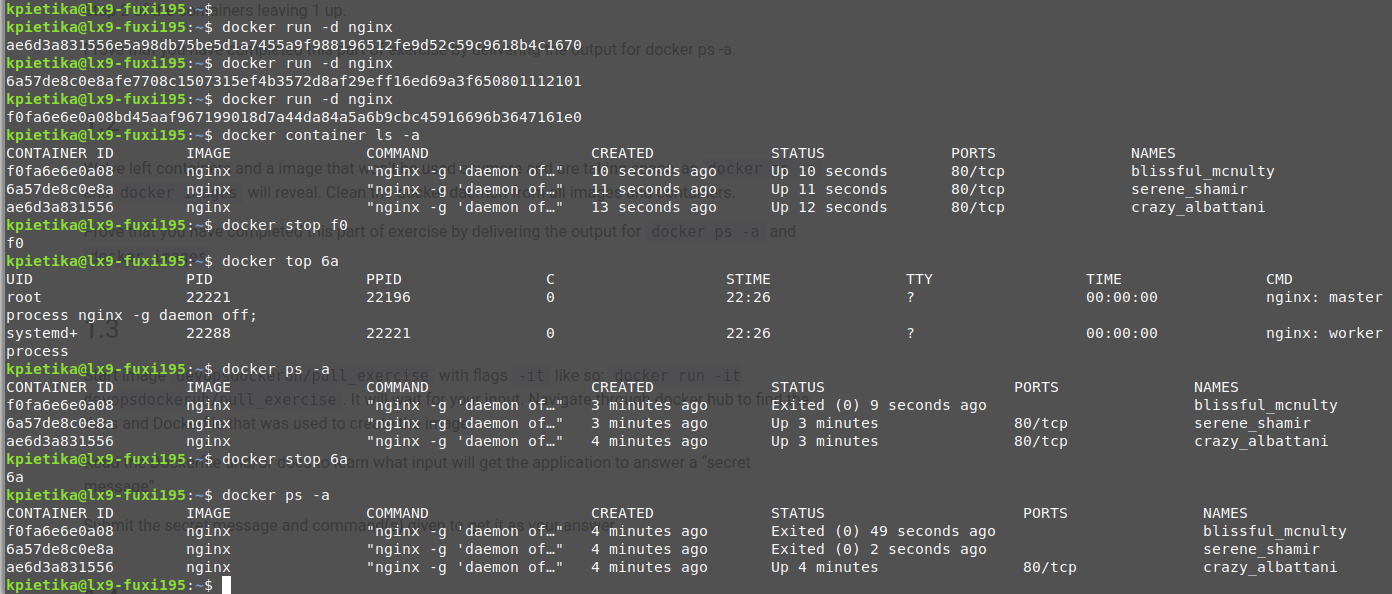 kpietika@lx9-fuxi195:~$
kpietika@lx9-fuxi195:~$ docker run -d nginx
ae6d3a831556e5a98db75be5d1a7455a9f988196512fe9d52c59c9618b4c1670
kpietika@lx9-fuxi195:~$ docker run -d nginx
6a57de8c0e8afe7708c1507315ef4b3572d8af29eff16ed69a3f650801112101
kpietika@lx9-fuxi195:~$ docker run -d nginx
f0fa6e6e0a08bd45aaf967199018d7a44da84a5a6b9cbc45916696b3647161e0
kpietika@lx9-fuxi195:~$ docker container ls -a
CONTAINER ID IMAGE COMMAND CREATED STATUS PORTS NAMES
f0fa6e6e0a08 nginx "nginx -g 'daemon of…" 10 seconds ago Up 10 seconds 80/tcp blissful_mcnulty
6a57de8c0e8a nginx "nginx -g 'daemon of…" 11 seconds ago Up 11 seconds 80/tcp serene_shamir
ae6d3a831556 nginx "nginx -g 'daemon of…" 13 seconds ago Up 12 seconds 80/tcp crazy_albattani
kpietika@lx9-fuxi195:~$ docker stop f0
f0
kpietika@lx9-fuxi195:~$ docker top 6a
UID PID PPID C STIME TTY TIME CMD
root 22221 22196 0 22:26 ? 00:00:00 nginx: master
process nginx -g daemon off;
systemd+ 22288 22221 0 22:26 ? 00:00:00 nginx: worker
process
kpietika@lx9-fuxi195:~$ docker ps -a
CONTAINER ID IMAGE COMMAND CREATED STATUS PORTS NAMES
f0fa6e6e0a08 nginx "nginx -g 'daemon of…" 3 minutes ago Exited (0) 9 seconds ago blissful_mcnulty
6a57de8c0e8a nginx "nginx -g 'daemon of…" 3 minutes ago Up 3 minutes 80/tcp serene_shamir
ae6d3a831556 nginx "nginx -g 'daemon of…" 4 minutes ago Up 3 minutes 80/tcp crazy_albattani
kpietika@lx9-fuxi195:~$ docker stop 6a
6a
kpietika@lx9-fuxi195:~$ docker ps -a
CONTAINER ID IMAGE COMMAND CREATED STATUS PORTS NAMES
f0fa6e6e0a08 nginx "nginx -g 'daemon of…" 4 minutes ago Exited (0) 49 seconds ago blissful_mcnulty
6a57de8c0e8a nginx "nginx -g 'daemon of…" 4 minutes ago Exited (0) 2 seconds ago serene_shamir
ae6d3a831556 nginx "nginx -g 'daemon of…" 4 minutes ago Up 4 minutes 80/tcp crazy_albattani
kpietika@lx9-fuxi195:~$